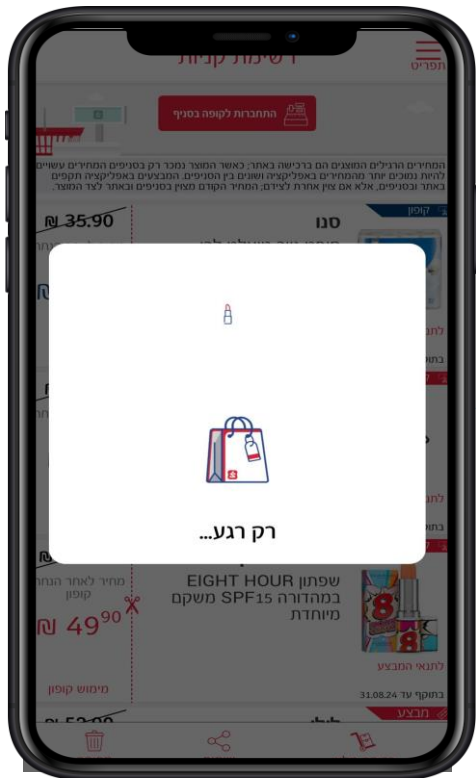 רשימת קניות
תפריט
התחברות לקופה בסניף
המחירים הרגילים המוצגים הם ברכישה באתר; כאשר המוצר נמכר רק בסניפים המחירים עשויים
להיות נמוכים יותר מהמחירים באפליקציה ושונים בין הסניפים. המבצעים באפליקציה תקפים
באתר ובסניפים, אלא אם צוין אחרת לצידם; המחיר הקודם מצוין בסניפים ובאתר לצד המוצר.
קופון
סנו
₪ 35.90
רק רגע...
שפתון EIGHT HOUR
במהדורה SPF15 משקם
מיוחדת
מחיר לאחר הנחת
קופון
₪ 49⁹⁰
מימוש קופון
לתנאי המבצע
בתוקף עד 31.08.24
מבצע
₪ 52.90